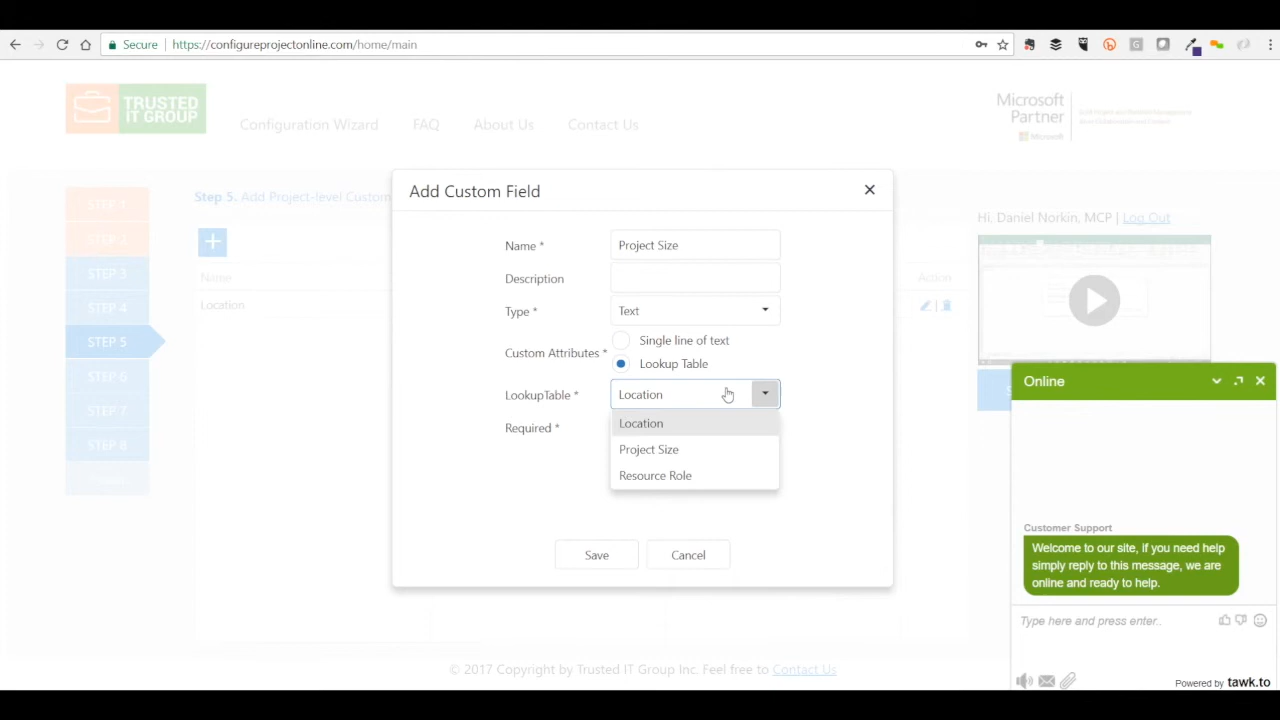 Secure
https://configureprojectonline.com/home/main
TRUSTED
IT GROUP
Configuration Wizard
FAQ
About Us
Contact Us
Microsoft
Partner
Microsoft
STEP 1
STEP 2
STEP 3
STEP 4
STEP 5
STEP 6
STEP 7
STEP 8
Step 5. Add Project-level Custom
Name
Action
Location
Add Custom Field
Name *
Project Size
Description
Type *
Text
Custom Attributes *
Single line of text
Lookup Table
LookupTable *
Location
Location
Project Size
Resource Role
Required *
Save
Cancel
Hi, Daniel Norkin, MCP | Log Out
Online
Customer Support
Welcome to our site, if you need help
simply reply to this message, we are
online and ready to help.
Type here and press enter..
Powered by tawk.to
© 2017 Copyright by Trusted IT Group Inc. Feel free to Contact Us